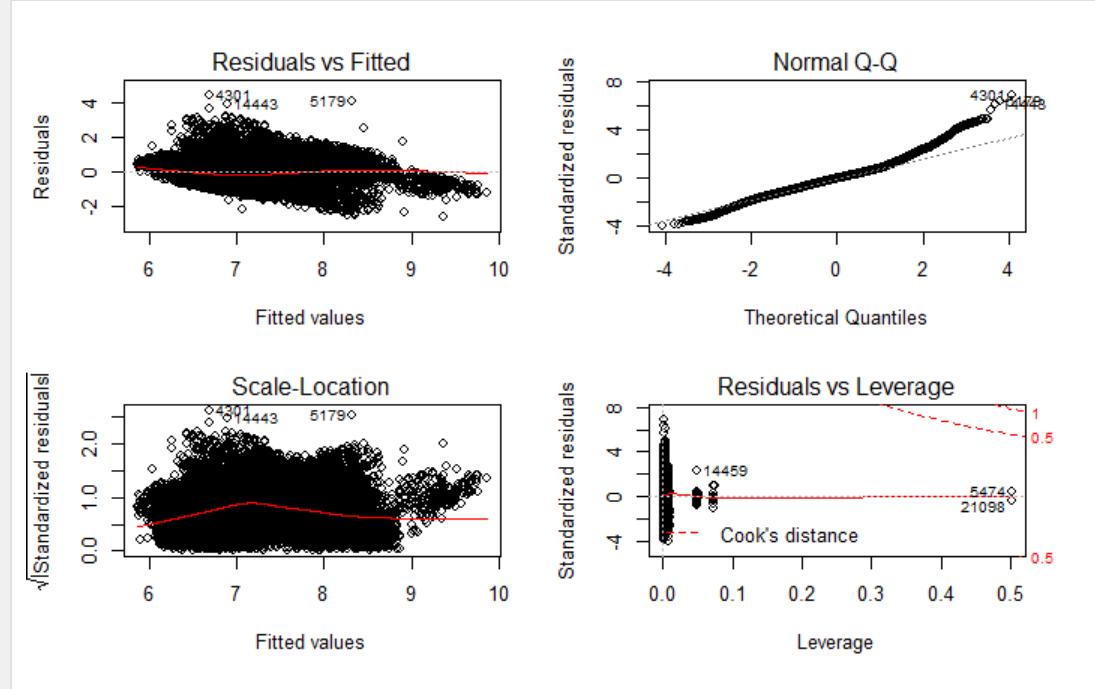 Residuals vs Fitted
Residuals
4
2
0
-2
4301
14443
5179
6 7 8 9 10
Fitted values
Normal Q-Q
Standardized residuals
8
4
0
-4
4301
-4 -2 0 2 4
Theoretical Quantiles
Scale-Location
√|Standardized residuals|
2.0
1.0
0.0
4301
14443
5179
6 7 8 9 10
Fitted values
Residuals vs Leverage
Standardized residuals
8
4
0
-4
14459
5474
21098
Cook's distance
1
0.5
0.5
0.0 0.1 0.2 0.3 0.4 0.5
Leverage